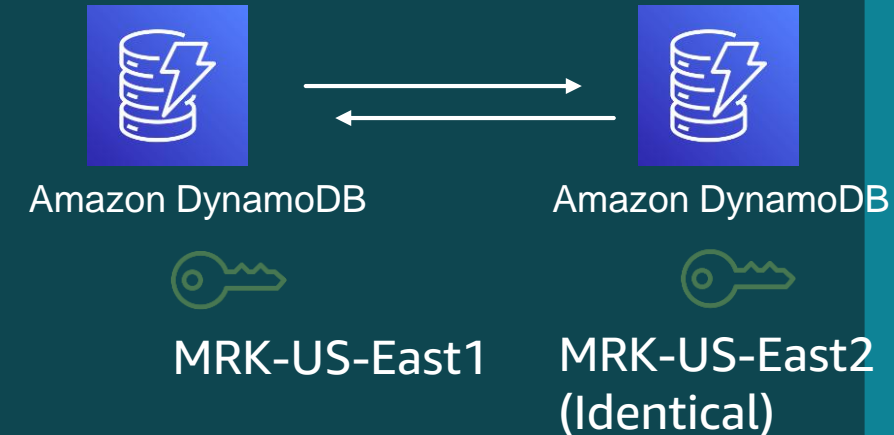 Amazon DynamoDB
Amazon DynamoDB
MRK-US-East1
MRK-US-East2
(Identical)